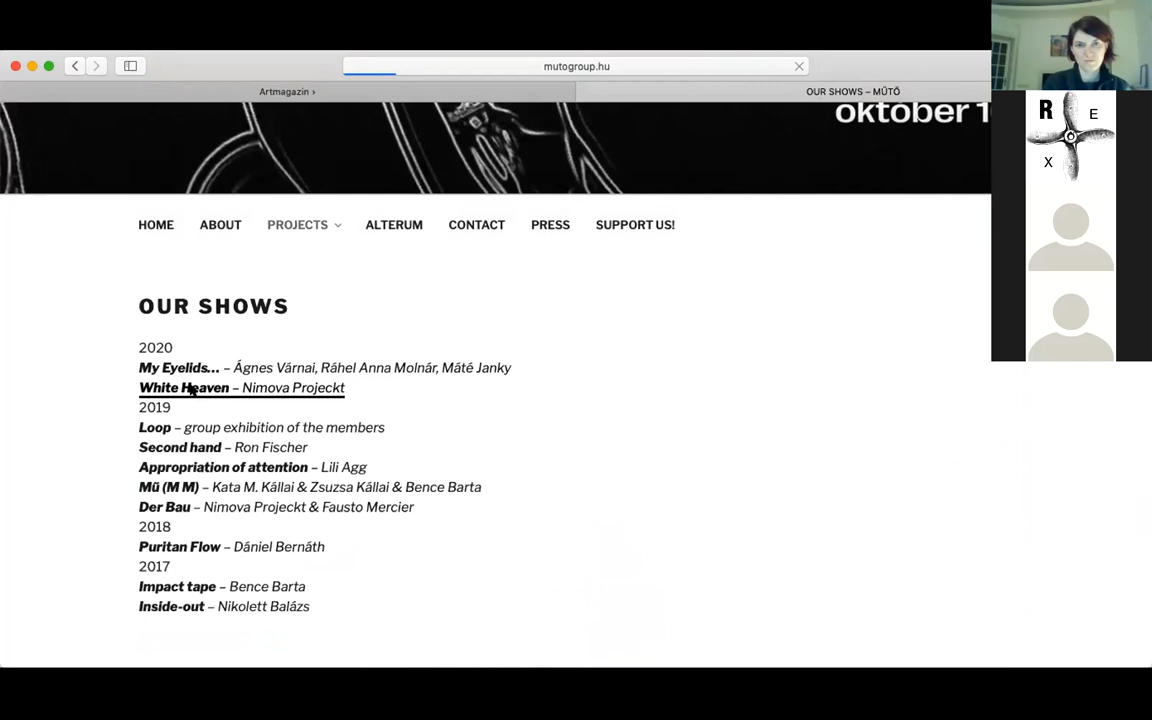 mutogroup.hu
Artmagazin ›
OUR SHOWS – MŰTŐ
október 1
R
E
X
HOME ABOUT PROJECTS ALTERUM CONTACT PRESS SUPPORT US!
OUR SHOWS
2020
My Eyelids… – Ágnes Várnai, Ráhel Anna Molnár, Máté Janky
White Heaven – Nimova Projeckt
2019
Loop – group exhibition of the members
Second hand – Ron Fischer
Appropriation of attention – Lili Agg
Mű (M M) – Kata M. Kállai & Zsuzsa Kállai & Bence Barta
Der Bau – Nimova Projeckt & Fausto Mercier
2018
Puritan Flow – Dániel Bernáth
2017
Impact tape – Bence Barta
Inside-out – Nikolett Balázs